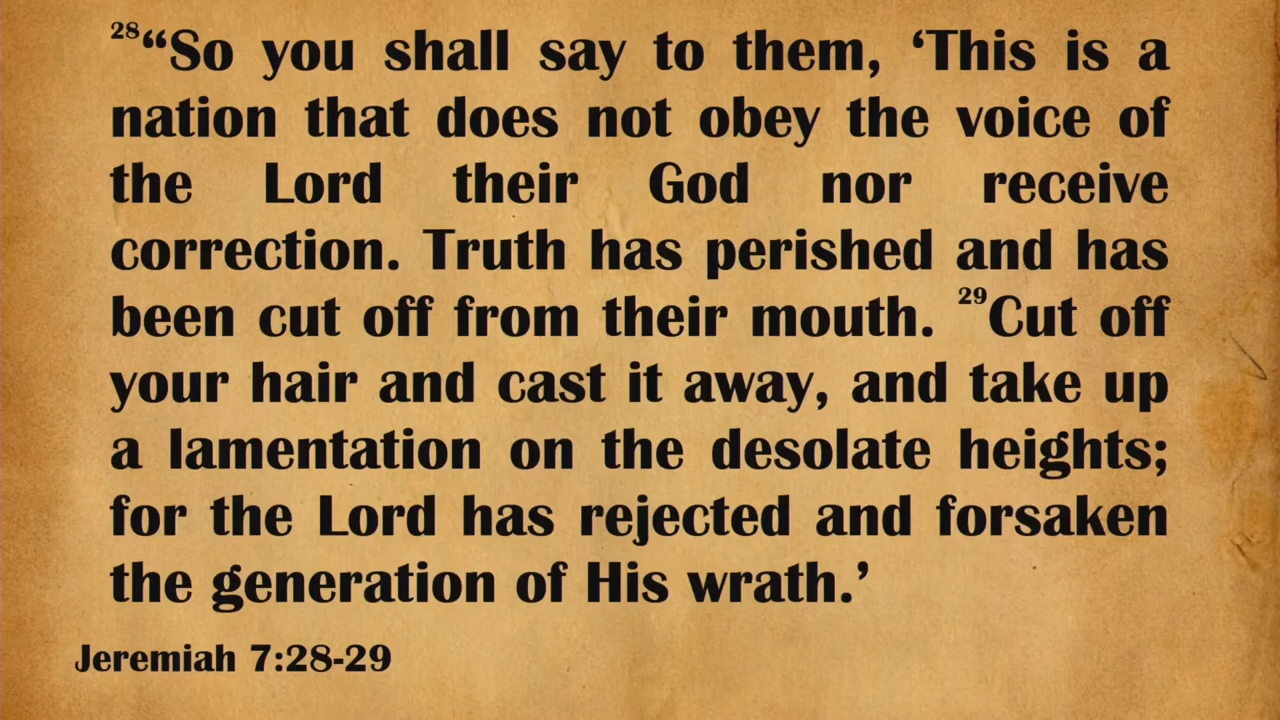 28“So you shall say to them, ‘This is a
nation that does not obey the voice of
the Lord their God nor receive
correction. Truth has perished and has
been cut off from their mouth. 29Cut off
your hair and cast it away, and take up
a lamentation on the desolate heights;
for the Lord has rejected and forsaken
the generation of His wrath.’
Jeremiah 7:28-29